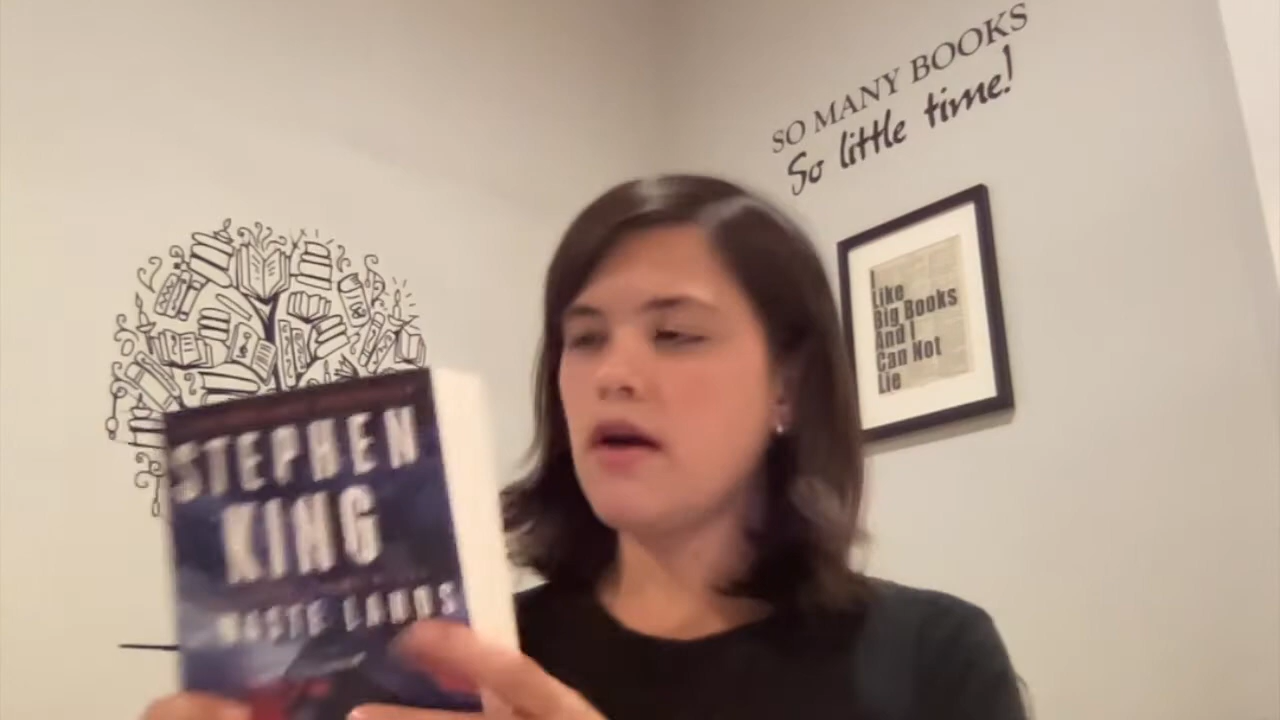 SO MANY BOOKS
So little time!
I
Like
Big Books
And I
Can Not
Lie
STEPHEN
KING
WASTE LANDS